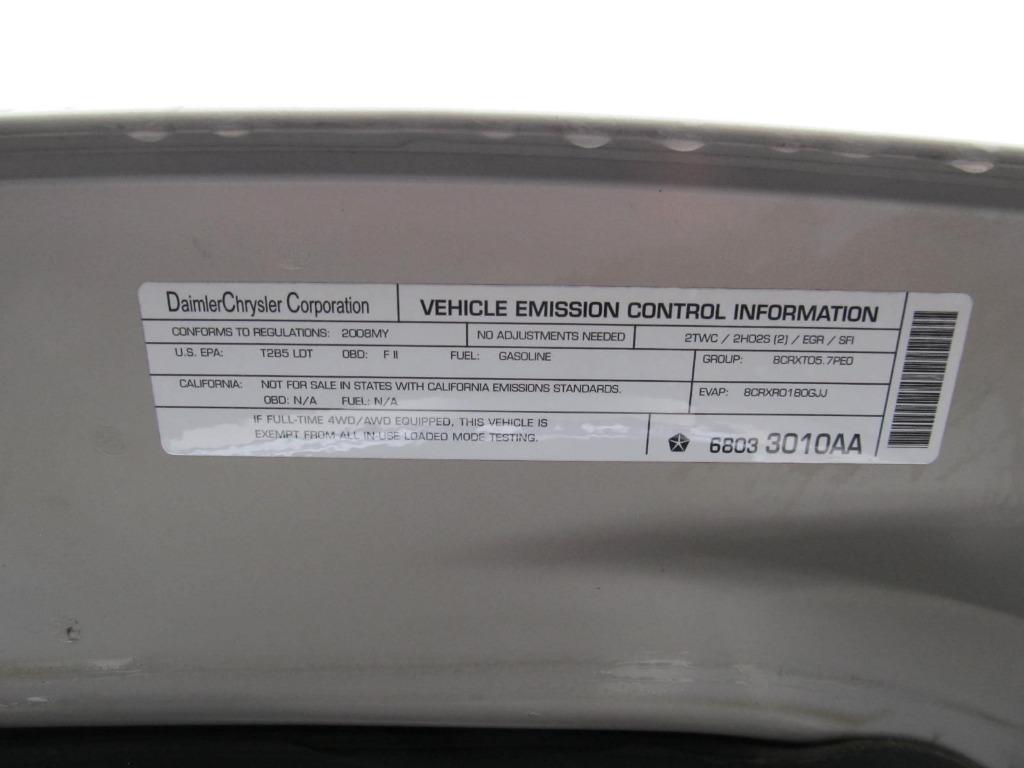 DaimlerChrysler Corporation
VEHICLE EMISSION CONTROL INFORMATION
CONFORMS TO REGULATIONS: 2008MY
NO ADJUSTMENTS NEEDED
2TWC / 2HO2S (2) / EGR / SFI
U.S. EPA: T2B5 LDT OBD: F II FUEL: GASOLINE
GROUP: 8CRXT05.7PE0
CALIFORNIA: NOT FOR SALE IN STATES WITH CALIFORNIA EMISSIONS STANDARDS.
OBD: N/A FUEL: N/A
EVAP: 8CRXR0180GJJ
IF FULL-TIME 4WD/AWD EQUIPPED, THIS VEHICLE IS
EXEMPT FROM ALL IN-USE LOADED MODE TESTING.
6803 3010AA